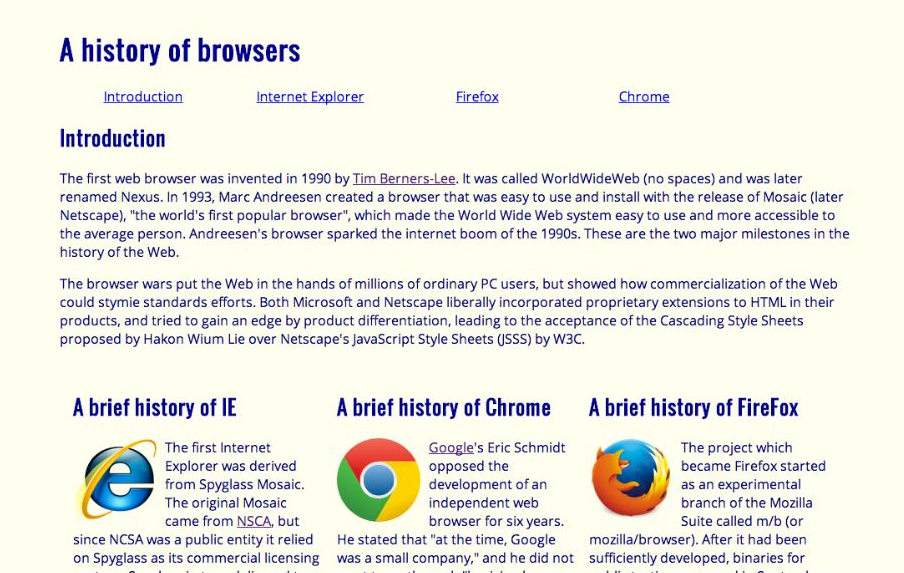 A history of browsers
Introduction Internet Explorer Firefox Chrome
Introduction
The first web browser was invented in 1990 by Tim Berners-Lee. It was called WorldWideWeb (no spaces) and was later
renamed Nexus. In 1993, Marc Andreesen created a browser that was easy to use and install with the release of Mosaic (later
Netscape), "the world's first popular browser", which made the World Wide Web system easy to use and more accessible to
the average person. Andreesen's browser sparked the internet boom of the 1990s. These are the two major milestones in the
history of the Web.
The browser wars put the Web in the hands of millions of ordinary PC users, but showed how commercialization of the Web
could stymie standards efforts. Both Microsoft and Netscape liberally incorporated proprietary extensions to HTML in their
products, and tried to gain an edge by product differentiation, leading to the acceptance of the Cascading Style Sheets
proposed by Hakon Wium Lie over Netscape's JavaScript Style Sheets (JSSS) by W3C.
A brief history of IE
The first Internet
Explorer was derived
from Spyglass Mosaic.
The original Mosaic
came from NSCA, but
since NCSA was a public entity it relied
on Spyglass as its commercial licensing
A brief history of Chrome
Google's Eric Schmidt
opposed the
development of an
independent web
browser for six years.
He stated that "at the time, Google
was a small company," and he did not
A brief history of FireFox
The project which
became Firefox started
as an experimental
branch of the Mozilla
Suite called m/b (or
mozilla/browser). After it had been
sufficiently developed, binaries for